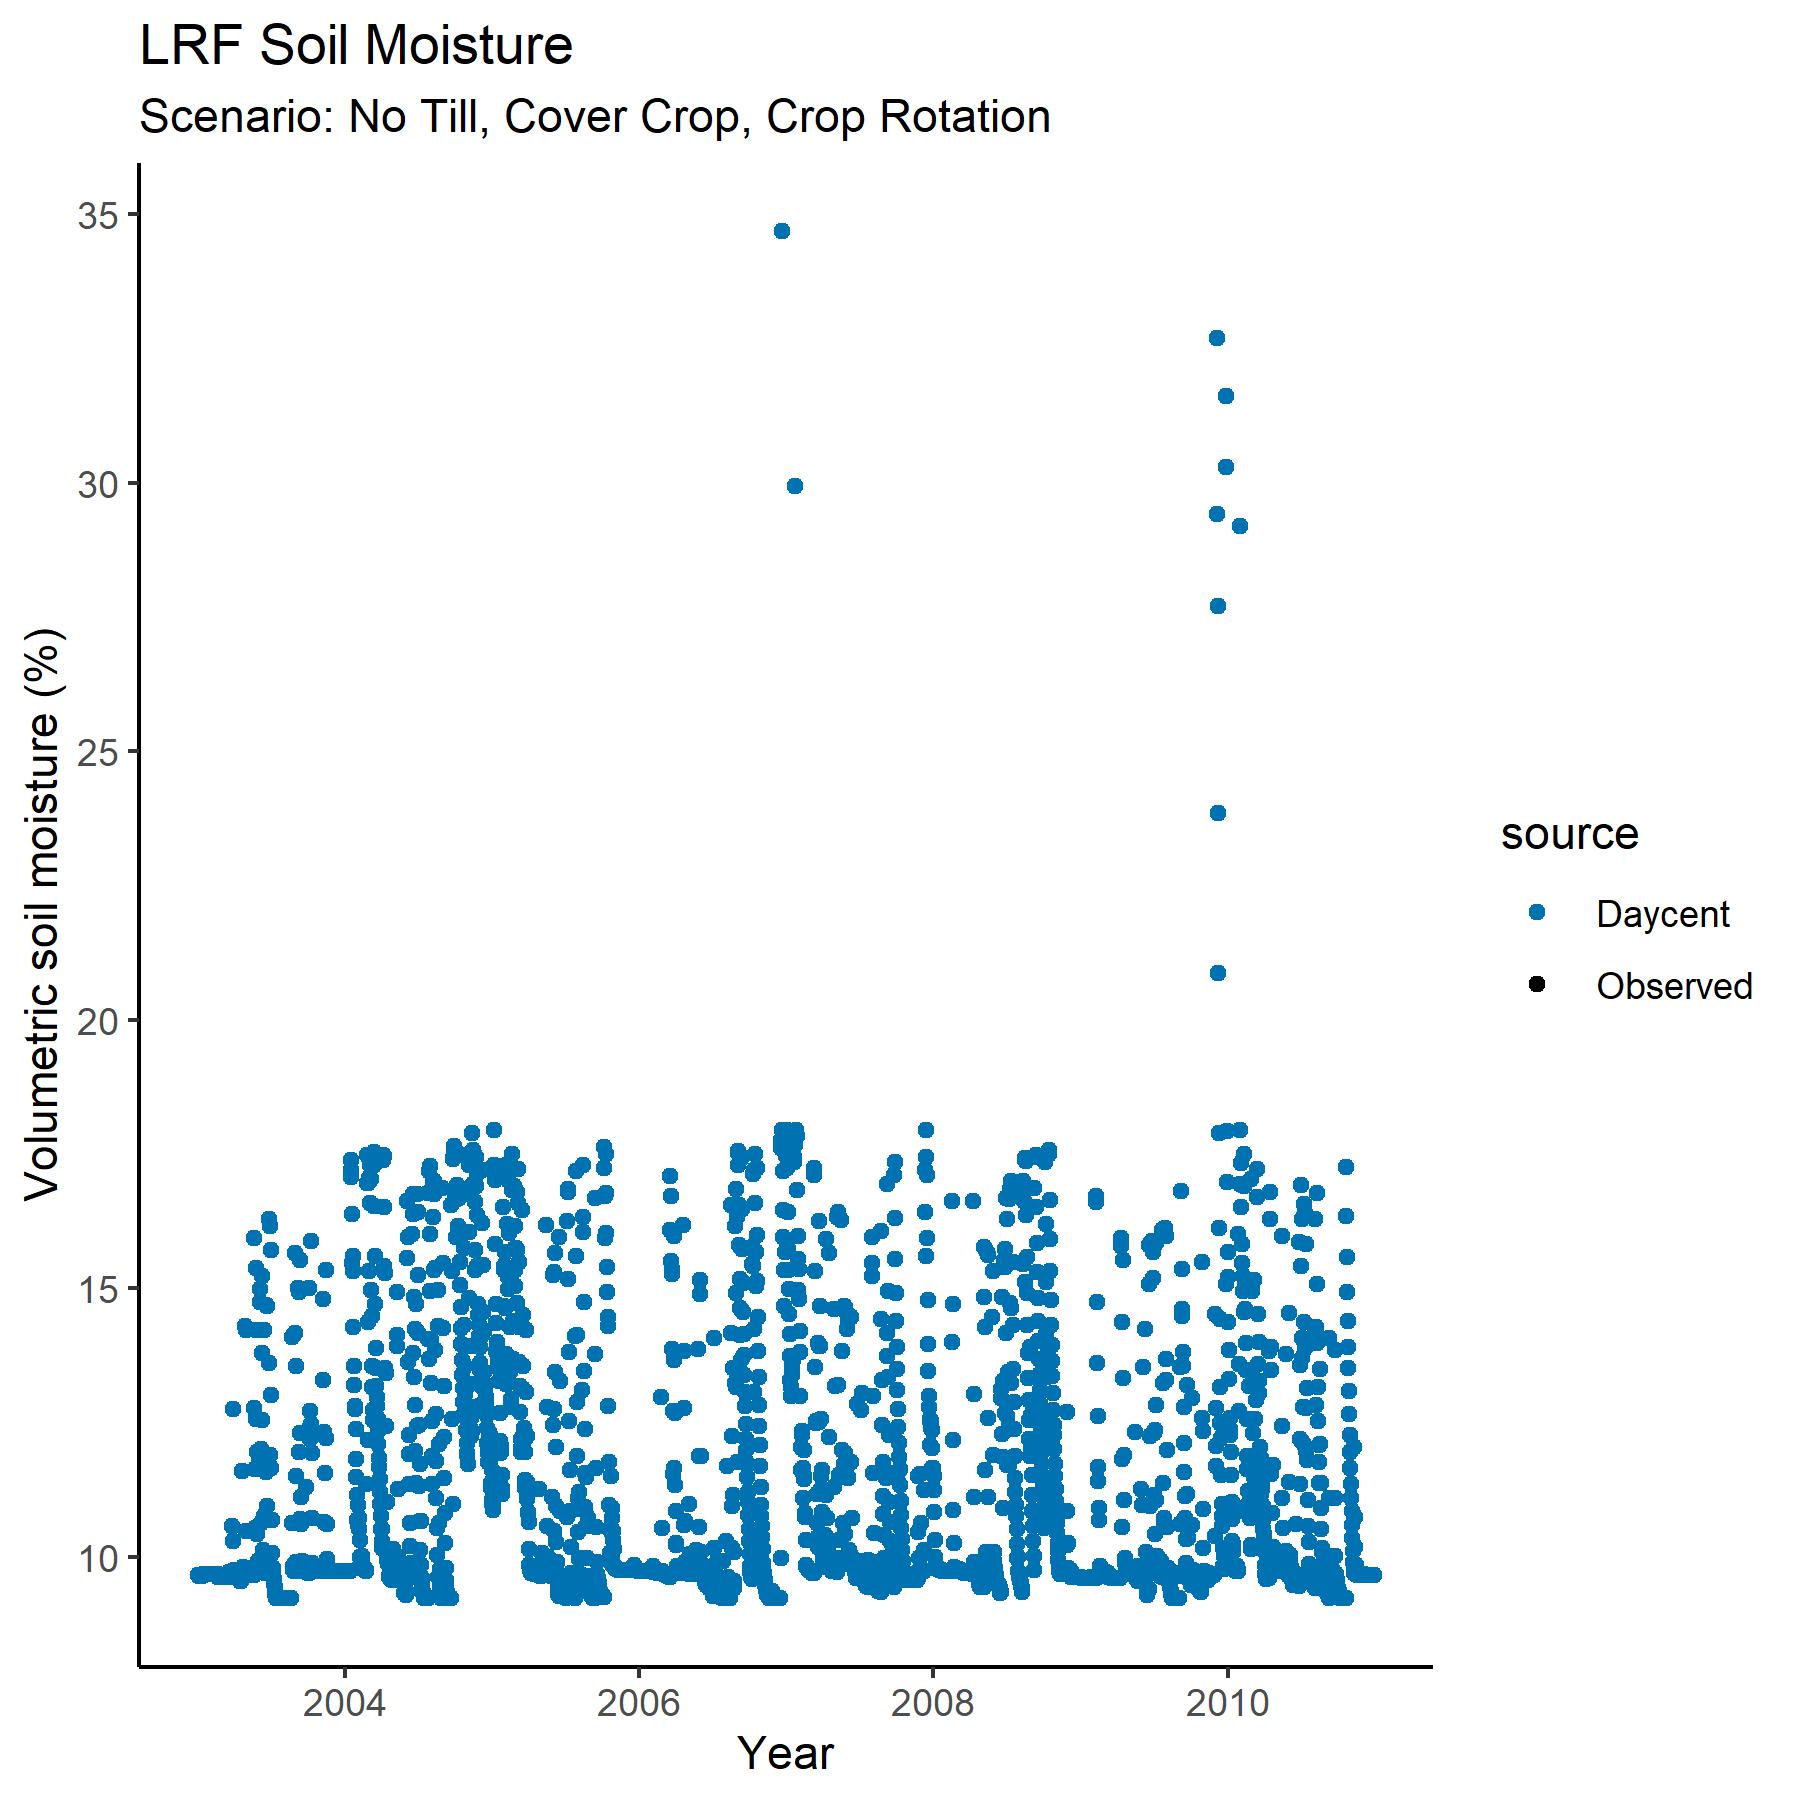 LRF Soil Moisture
Scenario: No Till, Cover Crop, Crop Rotation
Volumetric soil moisture (%)
35
30
25
20
15
10
2004 2006 2008 2010
Year
source
Daycent
Observed